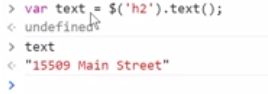 > var text = $('h2').text();
< undefined
> text
< "15509 Main Street"
>